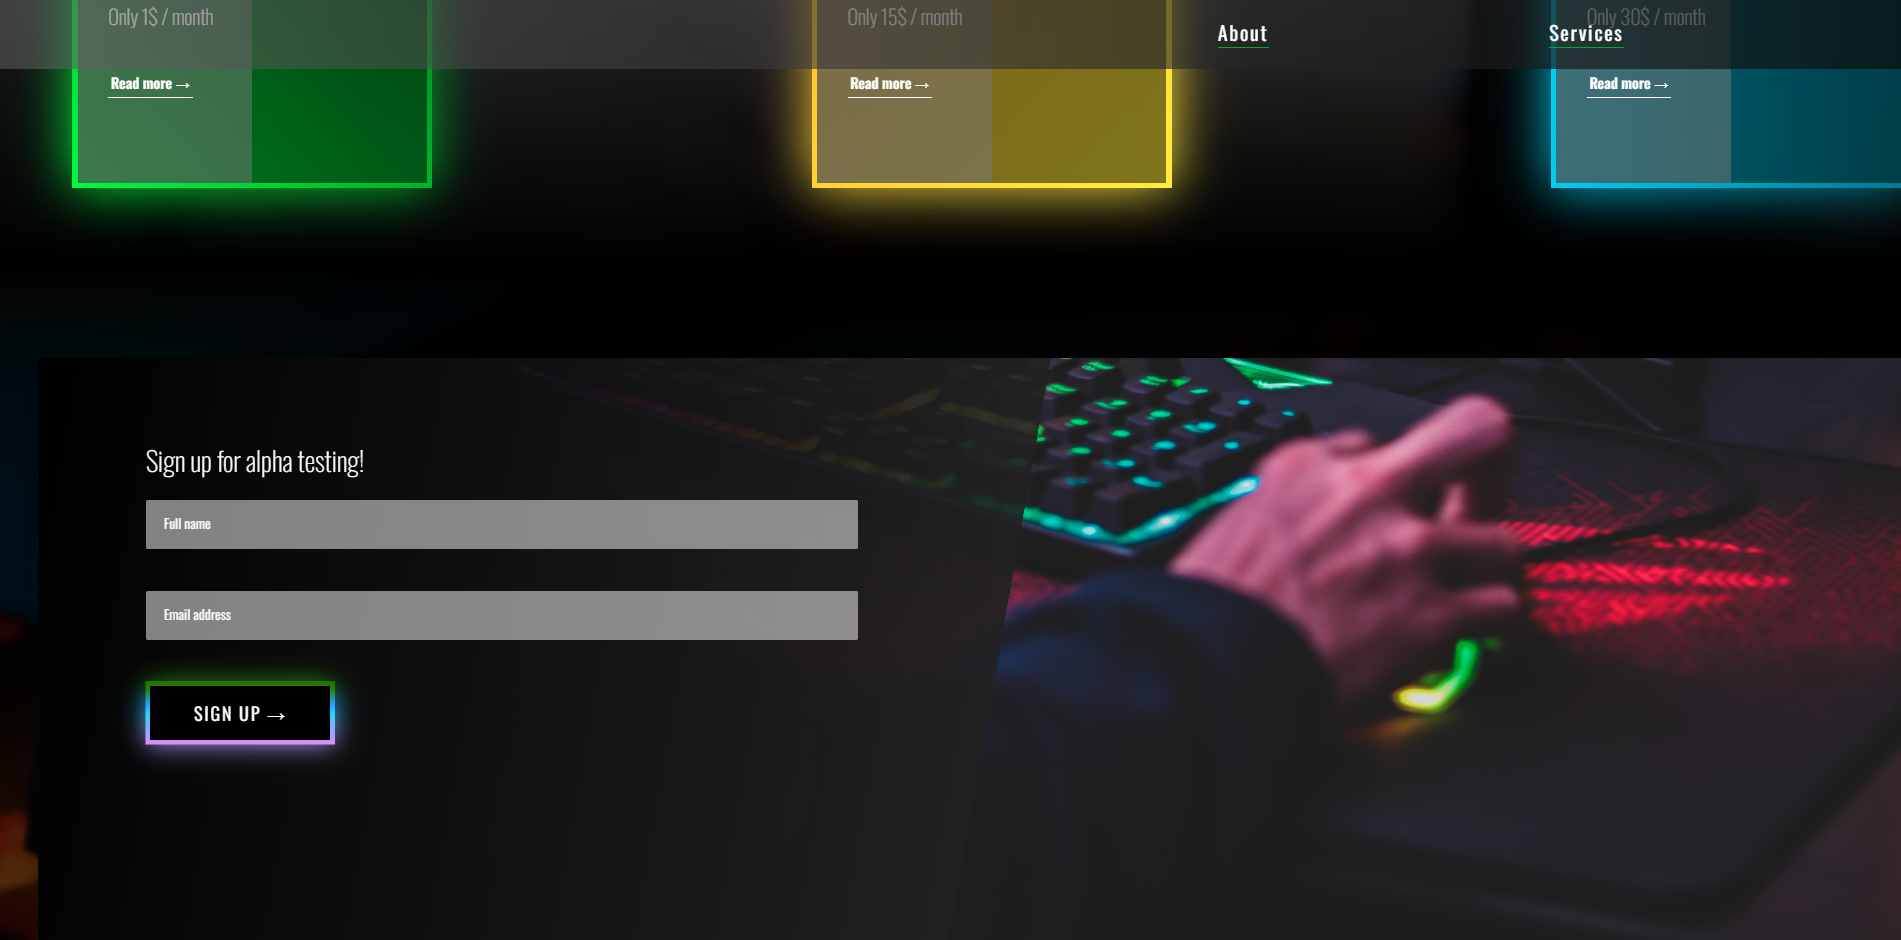 Only 1$ / month
Only 15$ / month
Only 30$ / month
About
Services
Read more →
Read more →
Read more →
Sign up for alpha testing!
Full name
Email address
SIGN UP →